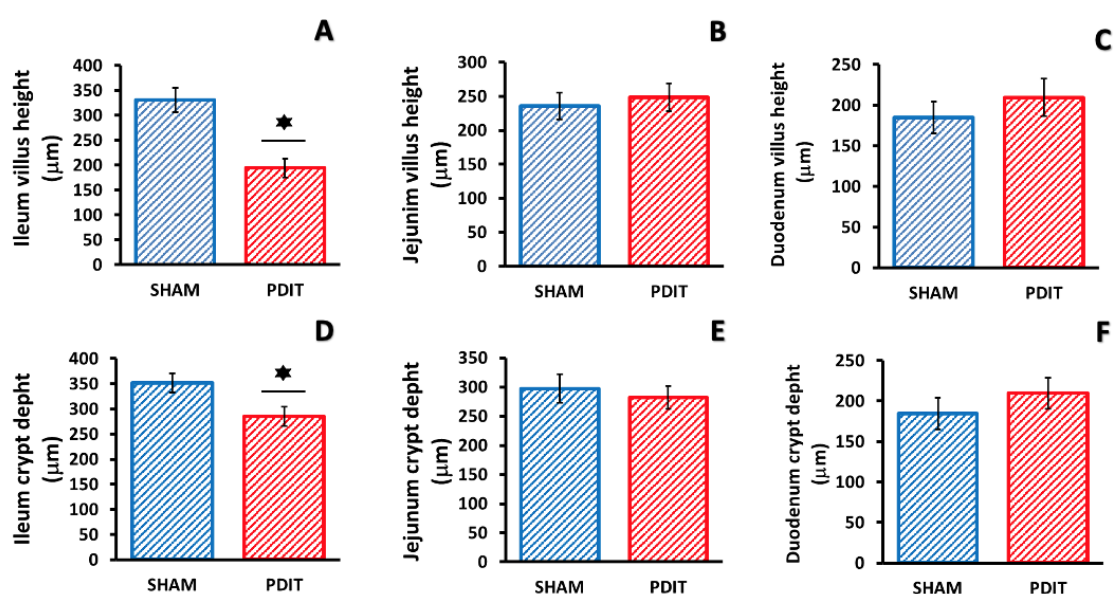 A
Ileum villus height
(μm)
400
350
300
250
200
150
100
50
0
SHAM PDIT
B
Jejunim villus height
(μm)
300
250
200
150
100
50
0
SHAM PDIT
C
Duodenum villus height
(μm)
250
200
150
100
50
0
SHAM PDIT
D
Ileum crypt depht
(μm)
400
350
300
250
200
150
100
50
0
SHAM PDIT
E
Jejunum crypt depht
(μm)
350
300
250
200
150
100
50
0
SHAM PDIT
F
Duodenum crypt depht
(μm)
250
200
150
100
50
0
SHAM PDIT